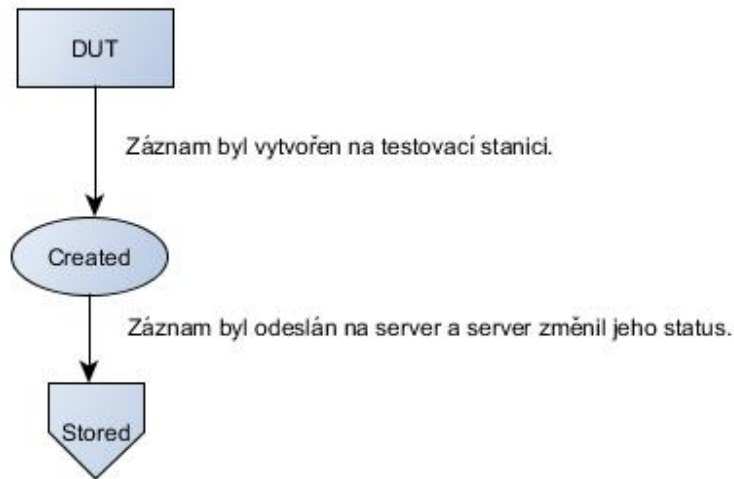 DUT
Záznam byl vytvořen na testovací stanici.
Created
Záznam byl odeslán na server a server změnil jeho status.
Stored